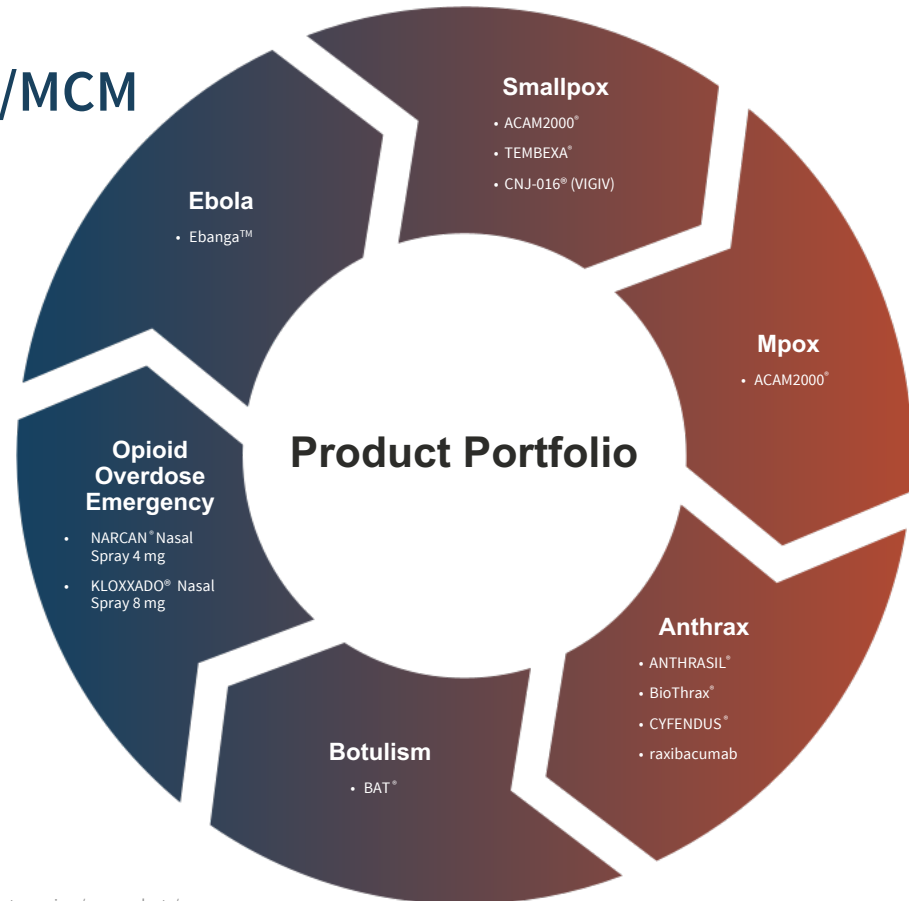 /MCM
Smallpox
• ACAM2000®
• TEMBEXA®
• CNJ-016® (VIGIV)
Mpox
• ACAM2000®
Anthrax
• ANTHRASIL®
• BioThrax®
• CYFENDUS®
• raxibacumab
Botulism
• BAT®
Opioid
Overdose
Emergency
• NARCAN® Nasal
Spray 4 mg
• KLOXXADO® Nasal
Spray 8 mg
Ebola
• Ebanga™
Product Portfolio